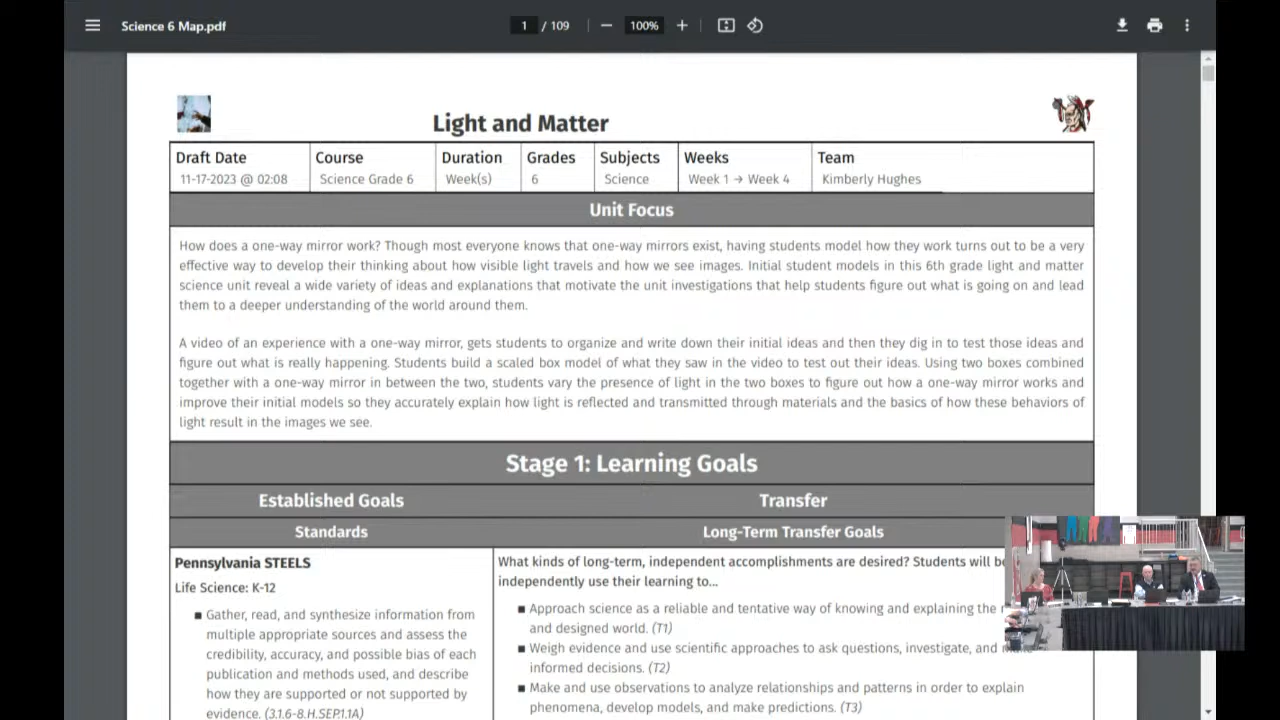 Science 6 Map.pdf
1 / 109
100%
Light and Matter
Draft Date
Course
Duration
Grades
Subjects
Weeks
Team
11-17-2023 @ 02:08
Science Grade 6
Week(s)
6
Science
Week 1 → Week 4
Kimberly Hughes
Unit Focus
How does a one-way mirror work? Though most everyone knows that one-way mirrors exist, having students model how they work turns out to be a very
effective way to develop their thinking about how visible light travels and how we see images. Initial student models in this 6th grade light and matter
science unit reveal a wide variety of ideas and explanations that motivate the unit investigations that help students figure out what is going on and lead
them to a deeper understanding of the world around them.
A video of an experience with a one-way mirror, gets students to organize and write down their initial ideas and then they dig in to test those ideas and
figure out what is really happening. Students build a scaled box model of what they saw in the video to test out their ideas. Using two boxes combined
together with a one-way mirror in between the two, students vary the presence of light in the two boxes to figure out how a one-way mirror works and
improve their initial models so they accurately explain how light is reflected and transmitted through materials and the basics of how these behaviors of
light result in the images we see.
Stage 1: Learning Goals
Established Goals
Transfer
Standards
Long-Term Transfer Goals
Pennsylvania STEELS
Life Science: K-12
■ Gather, read, and synthesize information from
multiple appropriate sources and assess the
credibility, accuracy, and possible bias of each
publication and methods used, and describe
how they are supported or not supported by
evidence. (3.1.6-8.H.SEP.1.1A)
What kinds of long-term, independent accomplishments are desired? Students will be
independently use their learning to...
■ Approach science as a reliable and tentative way of knowing and explaining the
and designed world. (T1)
■ Weigh evidence and use scientific approaches to ask questions, investigate, and
informed decisions. (T2)
■ Make and use observations to analyze relationships and patterns in order to explain
phenomena, develop models, and make predictions. (T3)